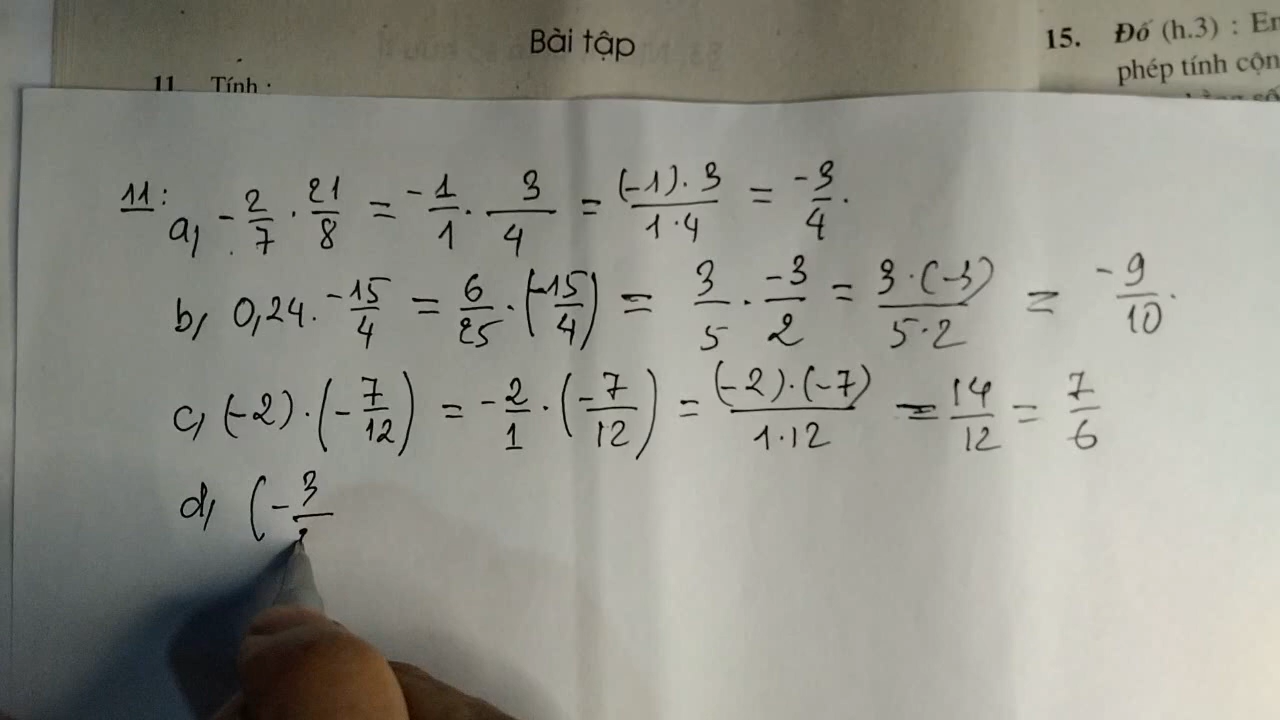 Bài tập
11. Tính :
15. Đố (h.3) : Em
phép tính cộn
bằng số
11:
a, -2/7 · 21/8 = -1/1 · 3/4 = (-1)·3/1·4 = -3/4.
b, 0,24. -15/4 = 6/25 · (-15/4) = 3/5 · -3/2 = 3·(-3)/5·2 = -9/10.
c, (-2)·(-7/12) = -2/1 · (-7/12) = (-2)·(-7)/1·12 = 14/12 = 7/6
d, (-3